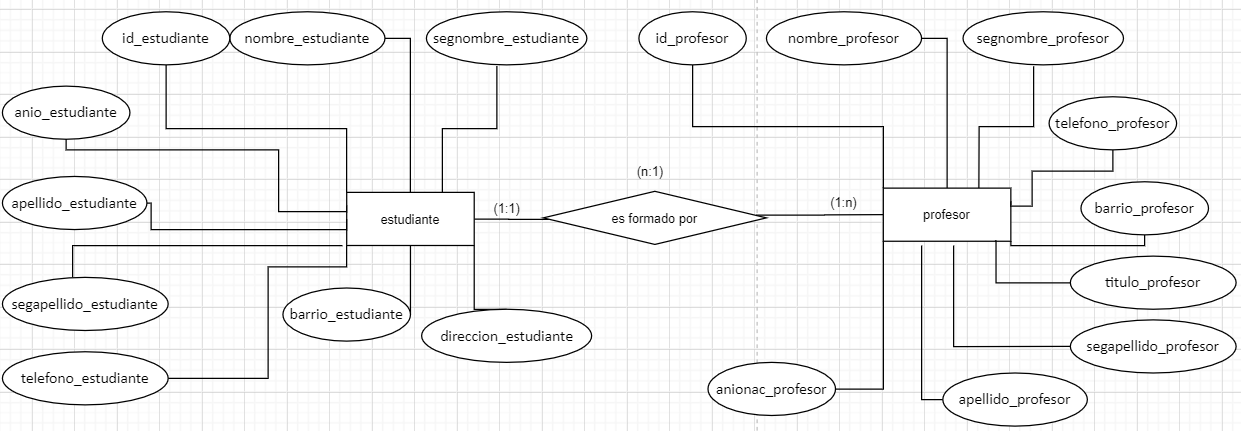 id_estudiante
nombre_estudiante
segnombre_estudiante
id_profesor
nombre_profesor
segnombre_profesor
anio_estudiante
telefono_profesor
(n:1)
apellido_estudiante
(1:1)
(1:n)
barrio_profesor
estudiante
es formado por
profesor
titulo_profesor
segapellido_estudiante
barrio_estudiante
direccion_estudiante
segapellido_profesor
telefono_estudiante
anionac_profesor
apellido_profesor